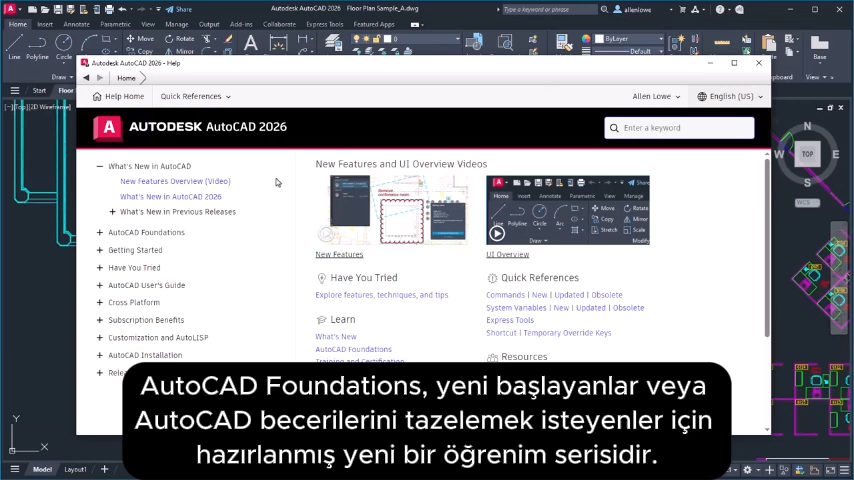 Share
Autodesk AutoCAD 2026
Floor Plan Sample_A.dwg
Type a keyword or phrase
allenlowe
Home
Insert
Annotate
Parametric
View
Manage
Output
Add-ins
Collaborate
Express Tools
Featured Apps
Line
Polyline
Circle
Arc
Move
Rotate
Copy
Mirror
ByLayer
Default
Paste
Base
Draw
View
Start
Autodesk AutoCAD 2026 - Help
Home
Help Home
Quick References
Allen Lowe
English (US)
AUTODESK AutoCAD 2026
Enter a keyword
What's New in AutoCAD
New Features Overview (Video)
What's New in AutoCAD 2026
What's New in Previous Releases
AutoCAD Foundations
Getting Started
Have You Tried
AutoCAD User's Guide
Cross Platform
Subscription Benefits
Customization and AutoLISP
AutoCAD Installation
New Features and UI Overview Videos
New Features
UI Overview
Have You Tried
Explore features, techniques, and tips
Learn
What's New
AutoCAD Foundations
Training and Certification
Quick References
Commands | New | Updated | Obsolete
System Variables | New | Updated | Obsolete
Express Tools
Shortcut | Temporary Override Keys
Resources
N
W
TOP
E
S
WCS
Y
X
Model
Layout1
AutoCAD Foundations, yeni başlayanlar veya
AutoCAD becerilerini tazelemek isteyenler için
hazırlanmış yeni bir öğrenim serisidir.